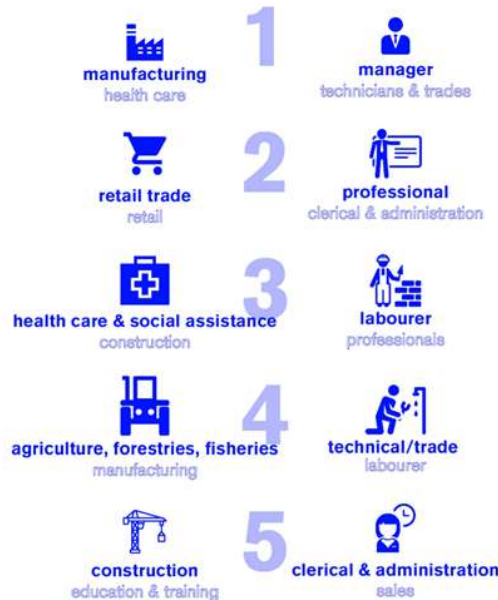 1
manufacturing
health care
manager
technicians & trades
2
retail trade
retail
professional
clerical & administration
3
health care & social assistance
construction
labourer
professionals
4
agriculture, forestries, fisheries
manufacturing
technical/trade
labourer
5
construction
education & training
clerical & administration
sales